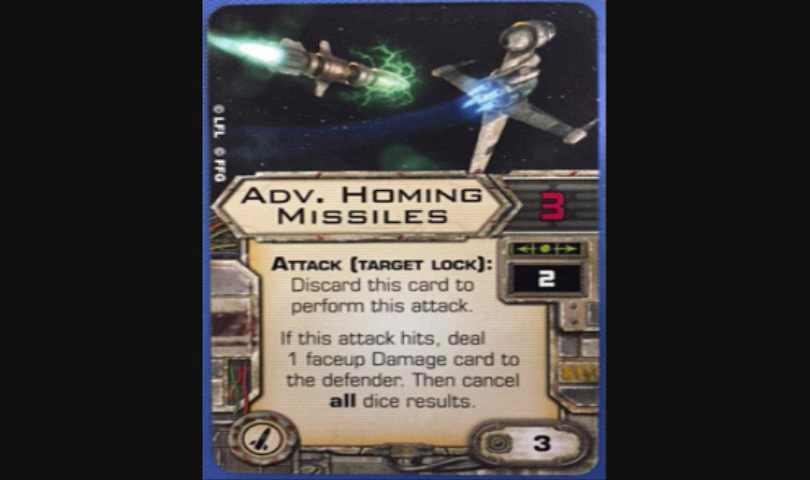 © LFL © FFG
ADV. HOMING
MISSILES
3
ATTACK (TARGET LOCK):
2
Discard this card to
perform this attack.
If this attack hits, deal
1 faceup Damage card to
the defender. Then cancel
all dice results.
3